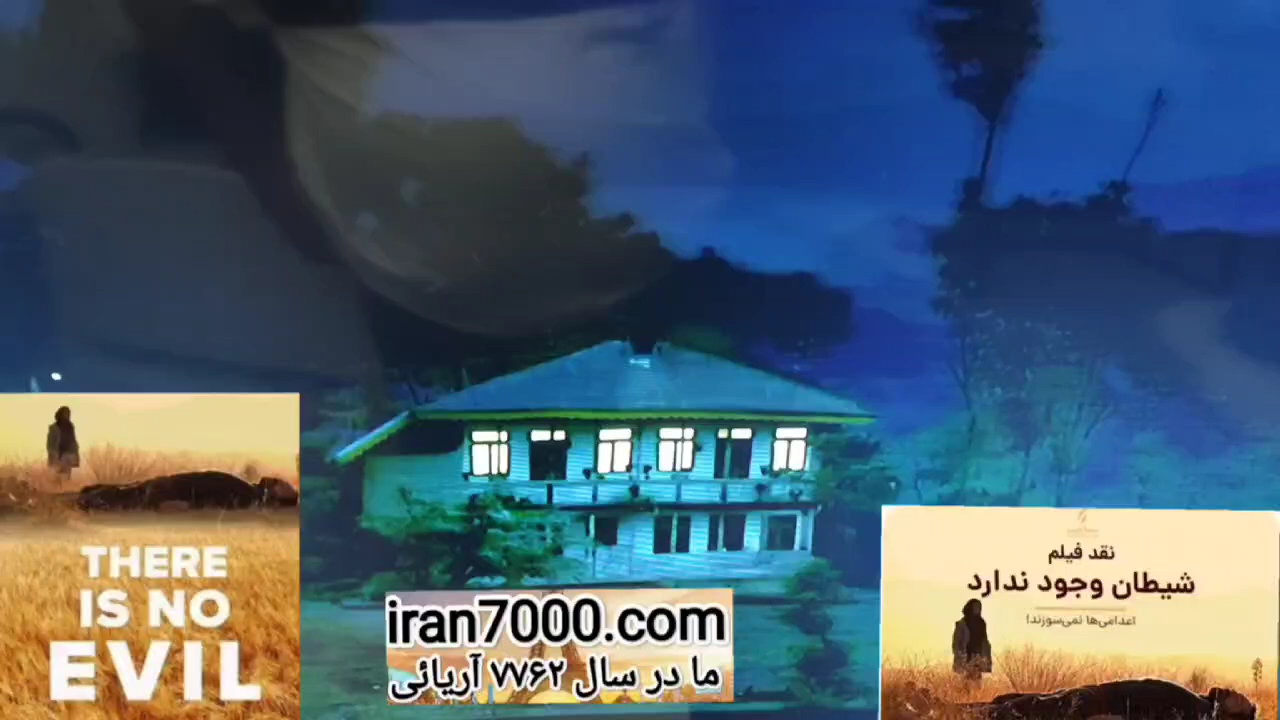 THERE
IS NO
EVIL
iran7000.com
ما در سال ۷۷۶۲ آریائی
نقد فیلم
شیطان وجود ندارد
اعدامی‌ها نمی‌سوزند!